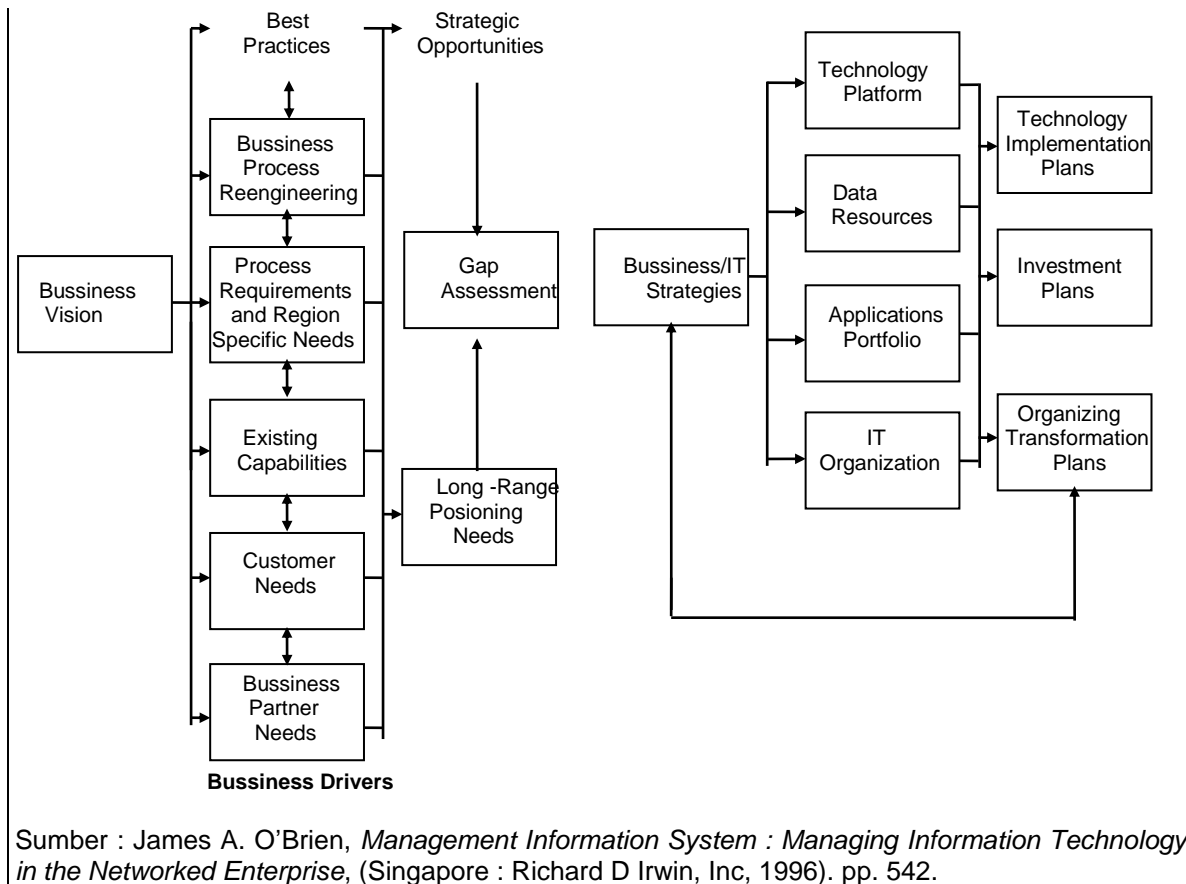 Best
Practices
Strategic
Opportunities
Bussiness
Process
Reengineering
Process
Requirements
and Region
Specific Needs
Bussiness
Vision
Existing
Capabilities
Customer
Needs
Bussiness
Partner
Needs
Bussiness Drivers
Gap
Assessment
Long -Range
Posioning
Needs
Bussiness/IT
Strategies
Technology
Platform
Data
Resources
Applications
Portfolio
IT
Organization
Technology
Implementation
Plans
Investment
Plans
Organizing
Transformation
Plans
Sumber : James A. O’Brien, Management Information System : Managing Information Technology
in the Networked Enterprise, (Singapore : Richard D Irwin, Inc, 1996). pp. 542.